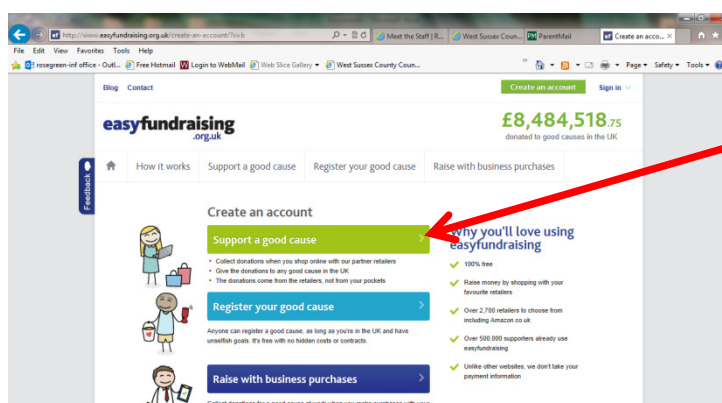 http://www.easyfundraising.org.uk/create-an-account/?v=b
Meet the Staff | R...
West Sussex Coun...
PM ParentMail
Create an acco...
File Edit View Favorites Tools Help
rosegreen-inf office - Outl...
Free Hotmail
Login to WebMail
Web Slice Gallery
West Sussex County Coun...
Page
Safety
Tools
Blog Contact
Create an account
Sign in
easyfundraising
.org.uk
£8,484,518.75
donated to good causes in the UK
How it works
Support a good cause
Register your good cause
Raise with business purchases
Feedback
Create an account
Support a good cause
• Collect donations when you shop online with our partner retailers
• Give the donations to any good cause in the UK
• The donations come from the retailers, not from your pockets
Register your good cause
Anyone can register a good cause, as long as you're in the UK and have
unselfish goals. It's free with no hidden costs or contracts.
Raise with business purchases
Why you'll love using
easyfundraising
100% free
Raise money by shopping with your
favourite retailers
Over 2,700 retailers to choose from
including Amazon.co.uk
Over 500,000 supporters already use
easyfundraising
Unlike other websites, we don't take your
payment information